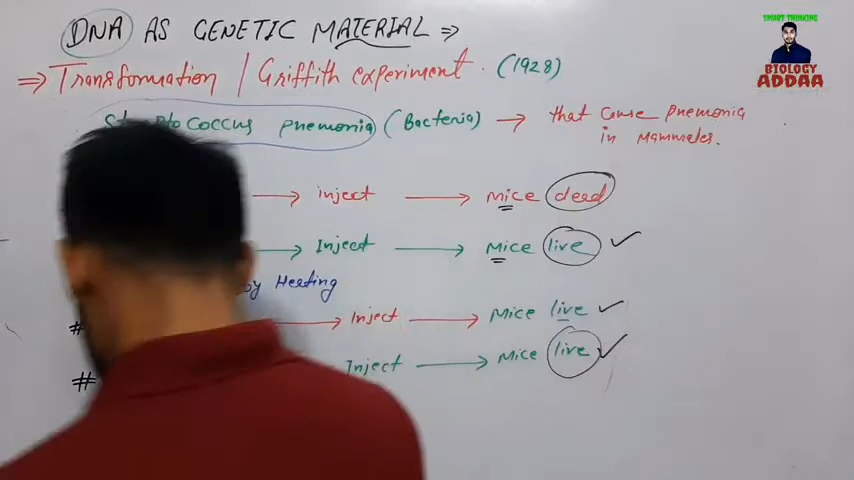 DNA AS GENETIC MATERIAL ⇒
SMART THINKING
BIOLOGY
ADDAA
⇒ Transformation / Griffith experiment. (1928)
coccus pnemonia (Bacteria) → that cause pnemonia
in mammales.
→ inject → mice dead
→ Inject → Mice live ✓
by Heating
# → Inject → Mice live ✓
# Inject → Mice live ✓